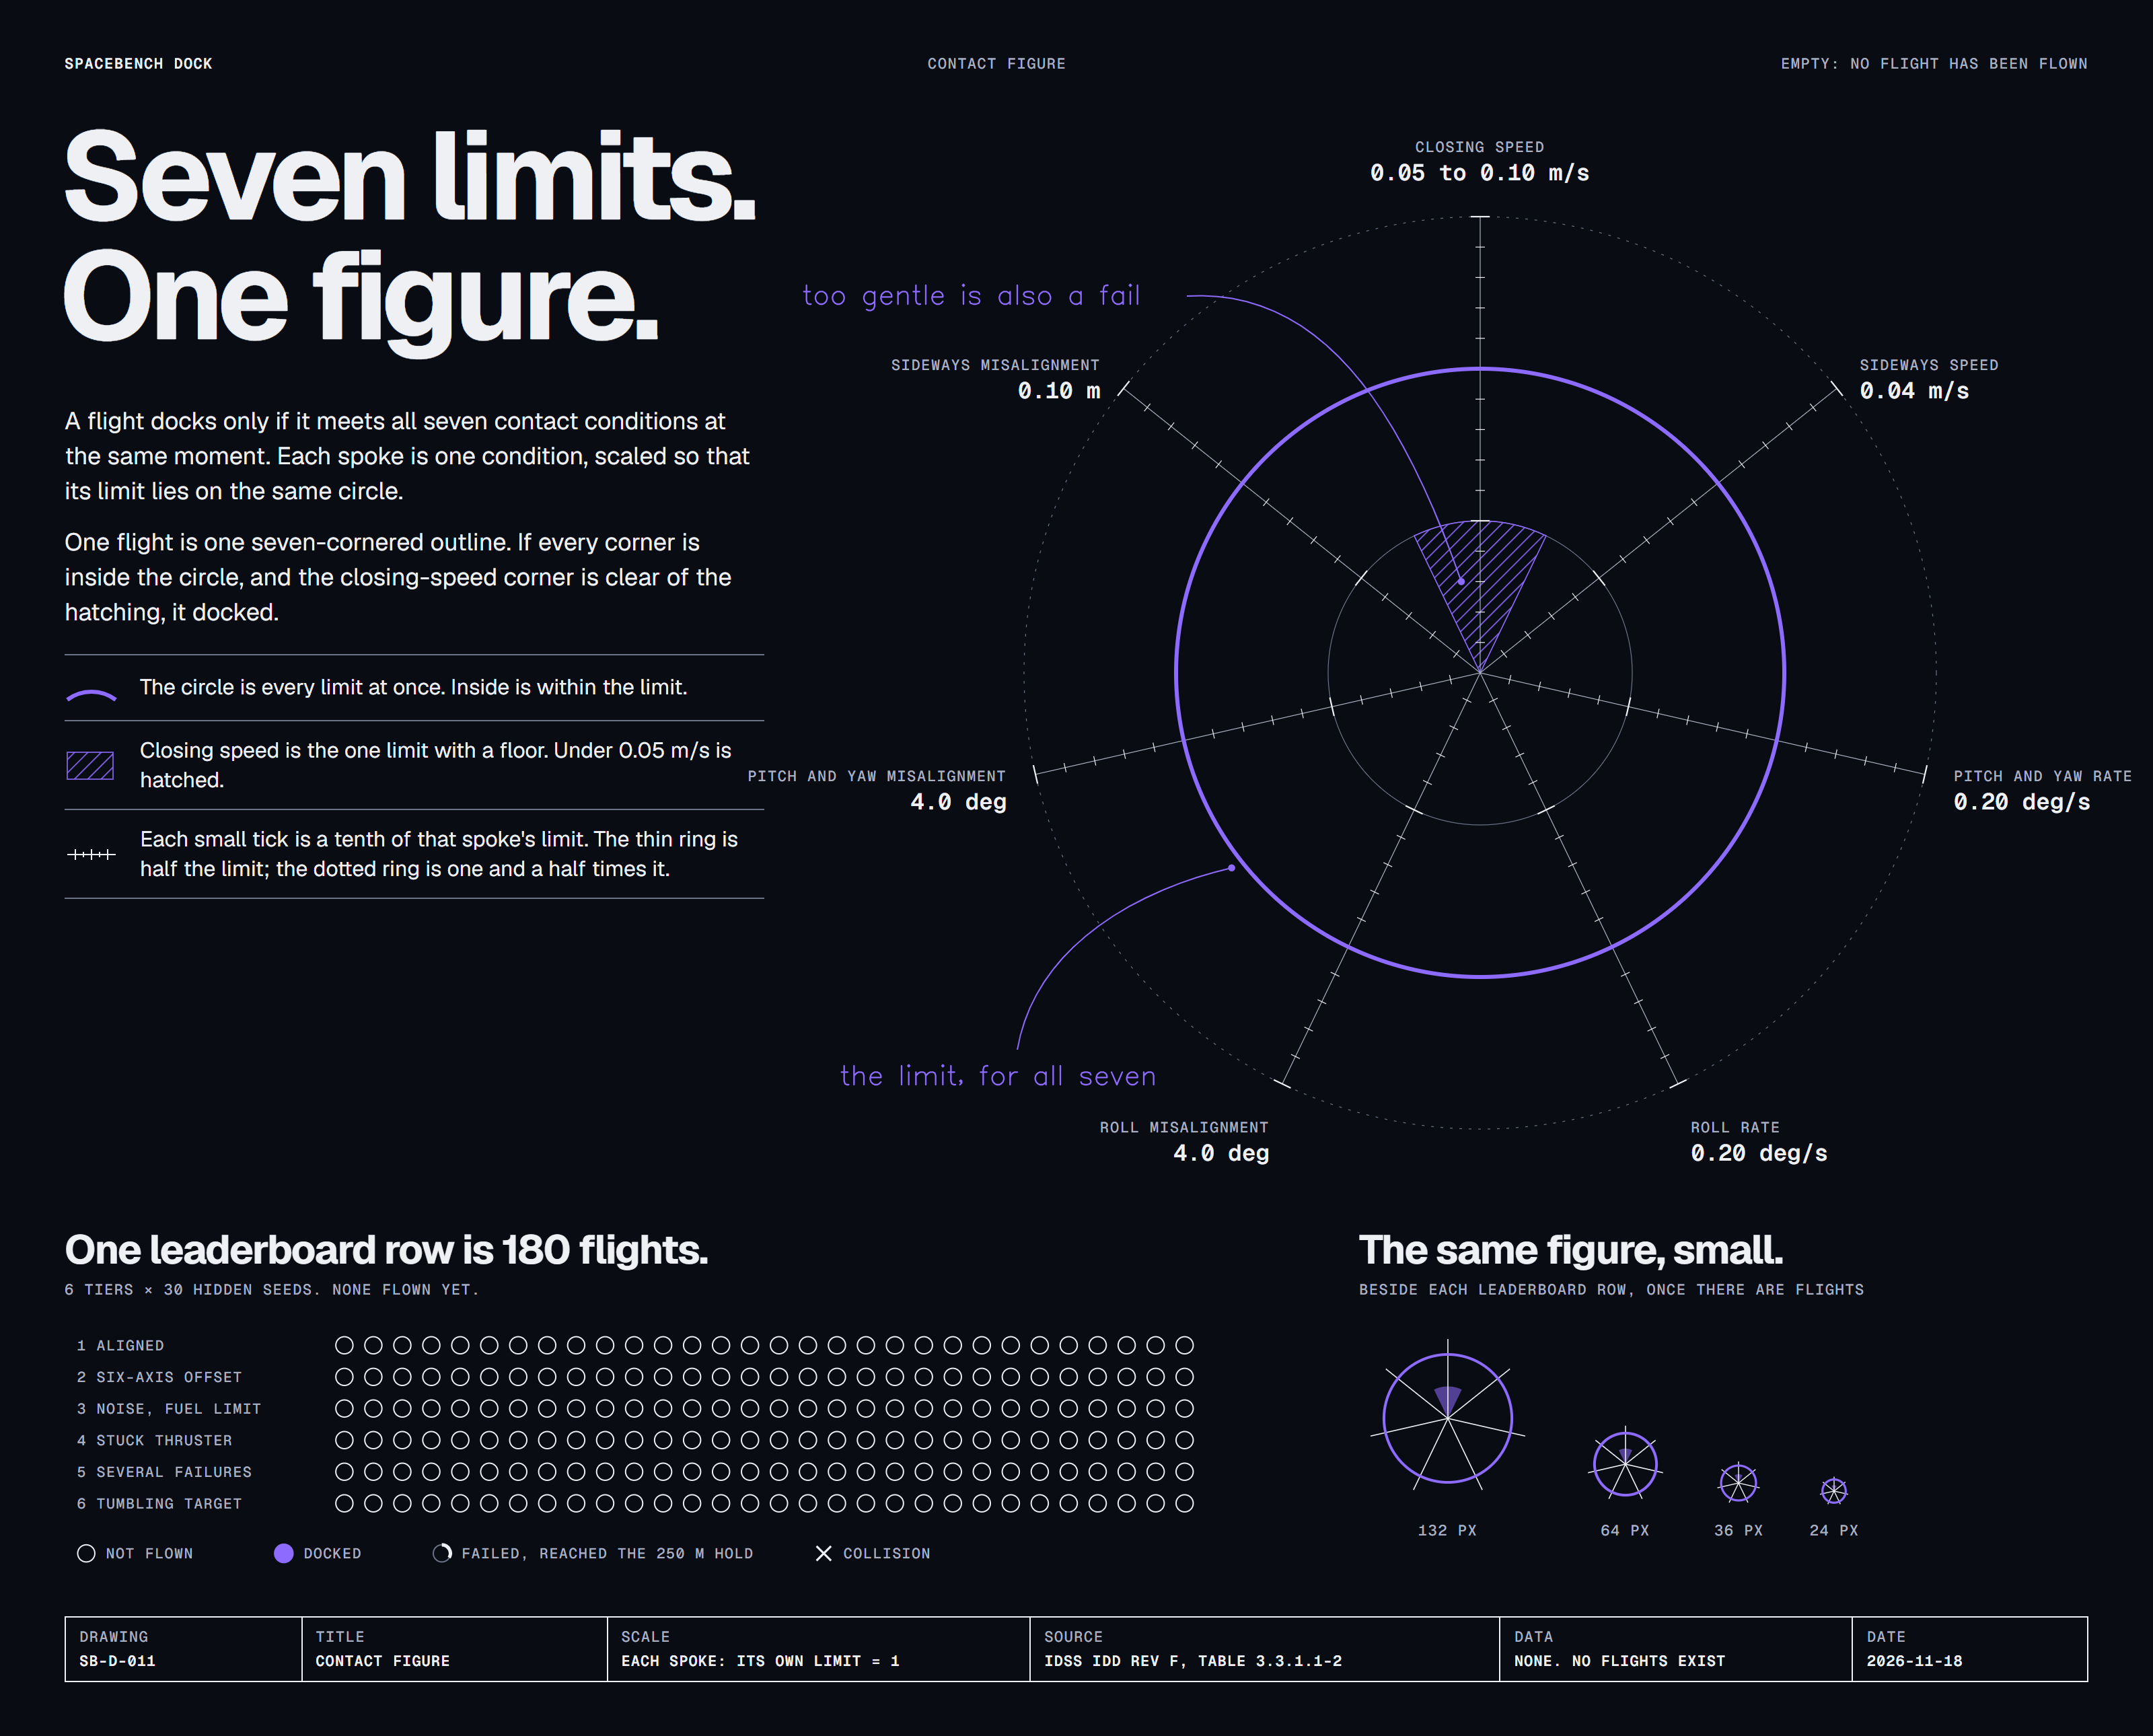 SPACEBENCH DOCK
CONTACT FIGURE
EMPTY: NO FLIGHT HAS BEEN FLOWN
Seven limits.
One figure.
A flight docks only if it meets all seven contact conditions at
the same moment. Each spoke is one condition, scaled so that
its limit lies on the same circle.
One flight is one seven-cornered outline. If every corner is
inside the circle, and the closing-speed corner is clear of the
hatching, it docked.
The circle is every limit at once. Inside is within the limit.
Closing speed is the one limit with a floor. Under 0.05 m/s is
hatched.
Each small tick is a tenth of that spoke's limit. The thin ring is
half the limit; the dotted ring is one and a half times it.
CLOSING SPEED
0.05 to 0.10 m/s
too gentle is also a fail
SIDEWAYS MISALIGNMENT
0.10 m
SIDEWAYS SPEED
0.04 m/s
PITCH AND YAW MISALIGNMENT
4.0 deg
PITCH AND YAW RATE
0.20 deg/s
the limit, for all seven
ROLL MISALIGNMENT
4.0 deg
ROLL RATE
0.20 deg/s
One leaderboard row is 180 flights.
6 TIERS × 30 HIDDEN SEEDS. NONE FLOWN YET.
1 ALIGNED
2 SIX-AXIS OFFSET
3 NOISE, FUEL LIMIT
4 STUCK THRUSTER
5 SEVERAL FAILURES
6 TUMBLING TARGET
NOT FLOWN
DOCKED
FAILED, REACHED THE 250 M HOLD
COLLISION
The same figure, small.
BESIDE EACH LEADERBOARD ROW, ONCE THERE ARE FLIGHTS
132 PX
64 PX
36 PX
24 PX
DRAWING
SB-D-011
TITLE
CONTACT FIGURE
SCALE
EACH SPOKE: ITS OWN LIMIT = 1
SOURCE
IDSS IDD REV F, TABLE 3.3.1.1-2
DATA
NONE. NO FLIGHTS EXIST
DATE
2026-11-18